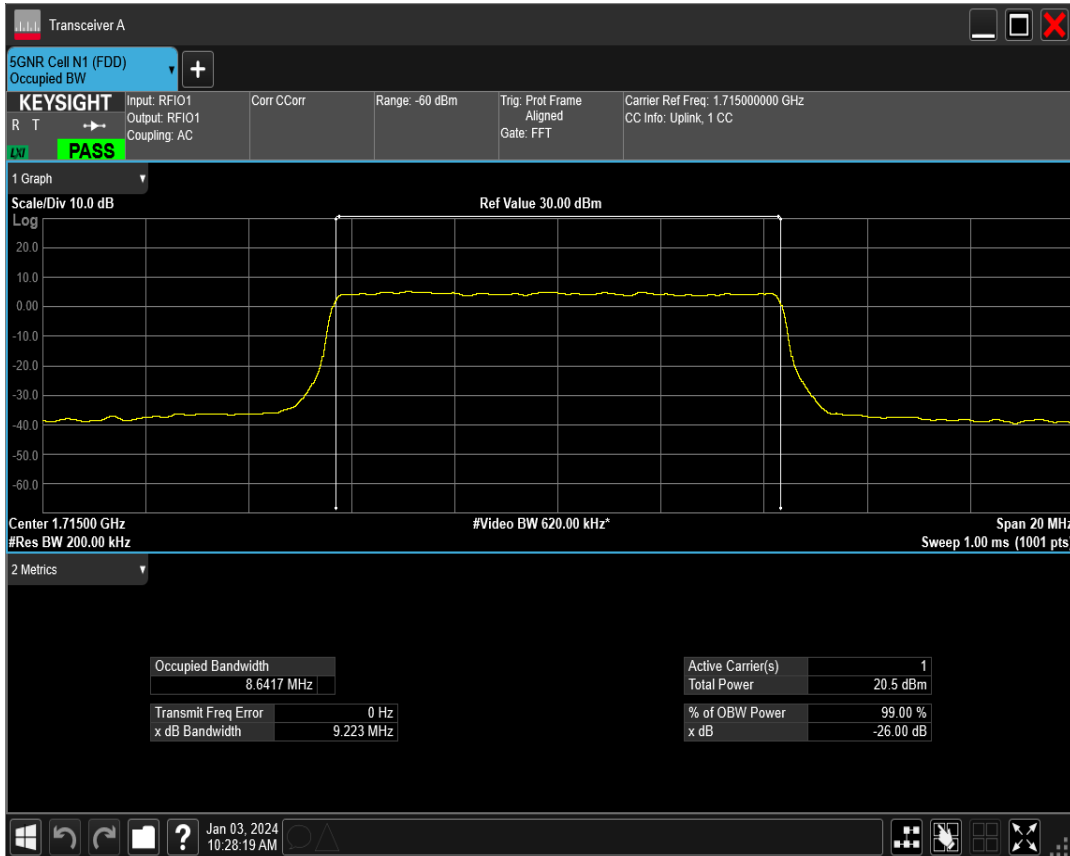 Transceiver A
5GNR Cell N1 (FDD)
Occupied BW
+
KEYSIGHT
R T
LXI
PASS
Input: RFIO1
Output: RFIO1
Coupling: AC
Corr CCorr
Range: -60 dBm
Trig: Prot Frame
Aligned
Gate: FFT
Carrier Ref Freq: 1.715000000 GHz
CC Info: Uplink, 1 CC
1 Graph
Scale/Div 10.0 dB
Ref Value 30.00 dBm
Log
20.0
10.0
0.00
-10.0
-20.0
-30.0
-40.0
-50.0
-60.0
Center 1.71500 GHz
#Video BW 620.00 kHz*
Span 20 MHz
#Res BW 200.00 kHz
Sweep 1.00 ms (1001 pts)
2 Metrics
Occupied Bandwidth
8.6417 MHz
Transmit Freq Error 0 Hz
x dB Bandwidth 9.223 MHz
Active Carrier(s) 1
Total Power 20.5 dBm
% of OBW Power 99.00 %
x dB -26.00 dB
?
Jan 03, 2024
10:28:19 AM